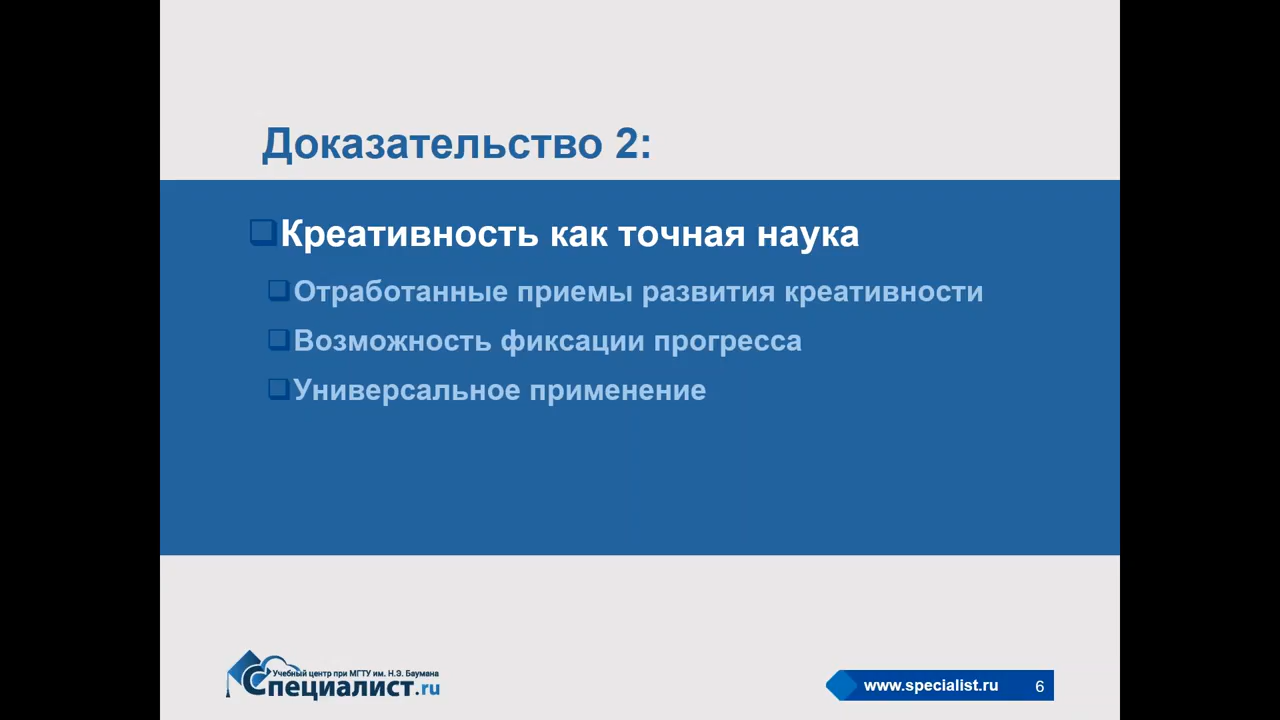 Доказательство 2:
Креативность как точная наука
Отработанные приемы развития креативности
Возможность фиксации прогресса
Универсальное применение
Учебный центр при МГТУ им. Н.Э. Баумана
Специалист.ru
www.specialist.ru 6